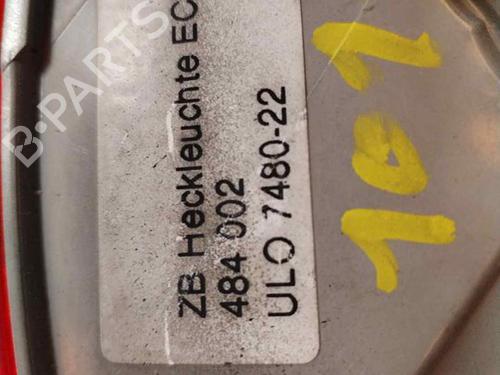 ZB Heckleuchte EC
484 002
ULO 7480-22
101
B-PARTS